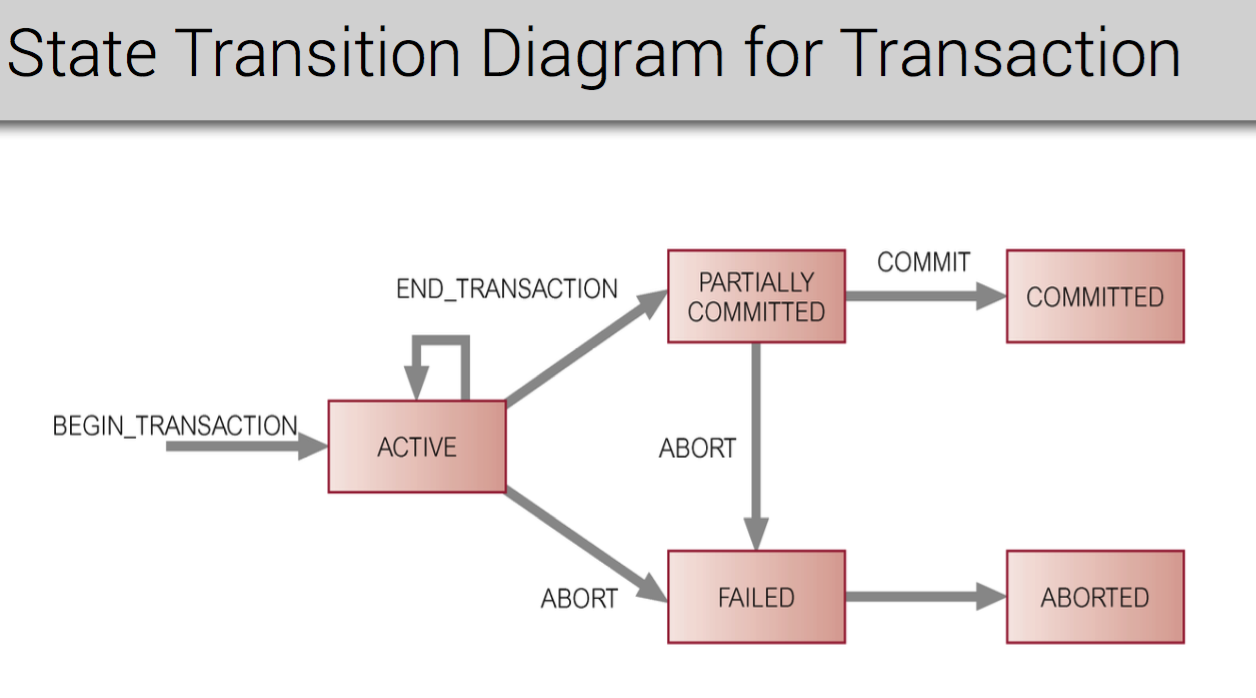 State Transition Diagram for Transaction
END_TRANSACTION
PARTIALLY
COMMITTED
COMMIT
COMMITTED
BEGIN_TRANSACTION
ACTIVE
ABORT
ABORT
FAILED
ABORTED